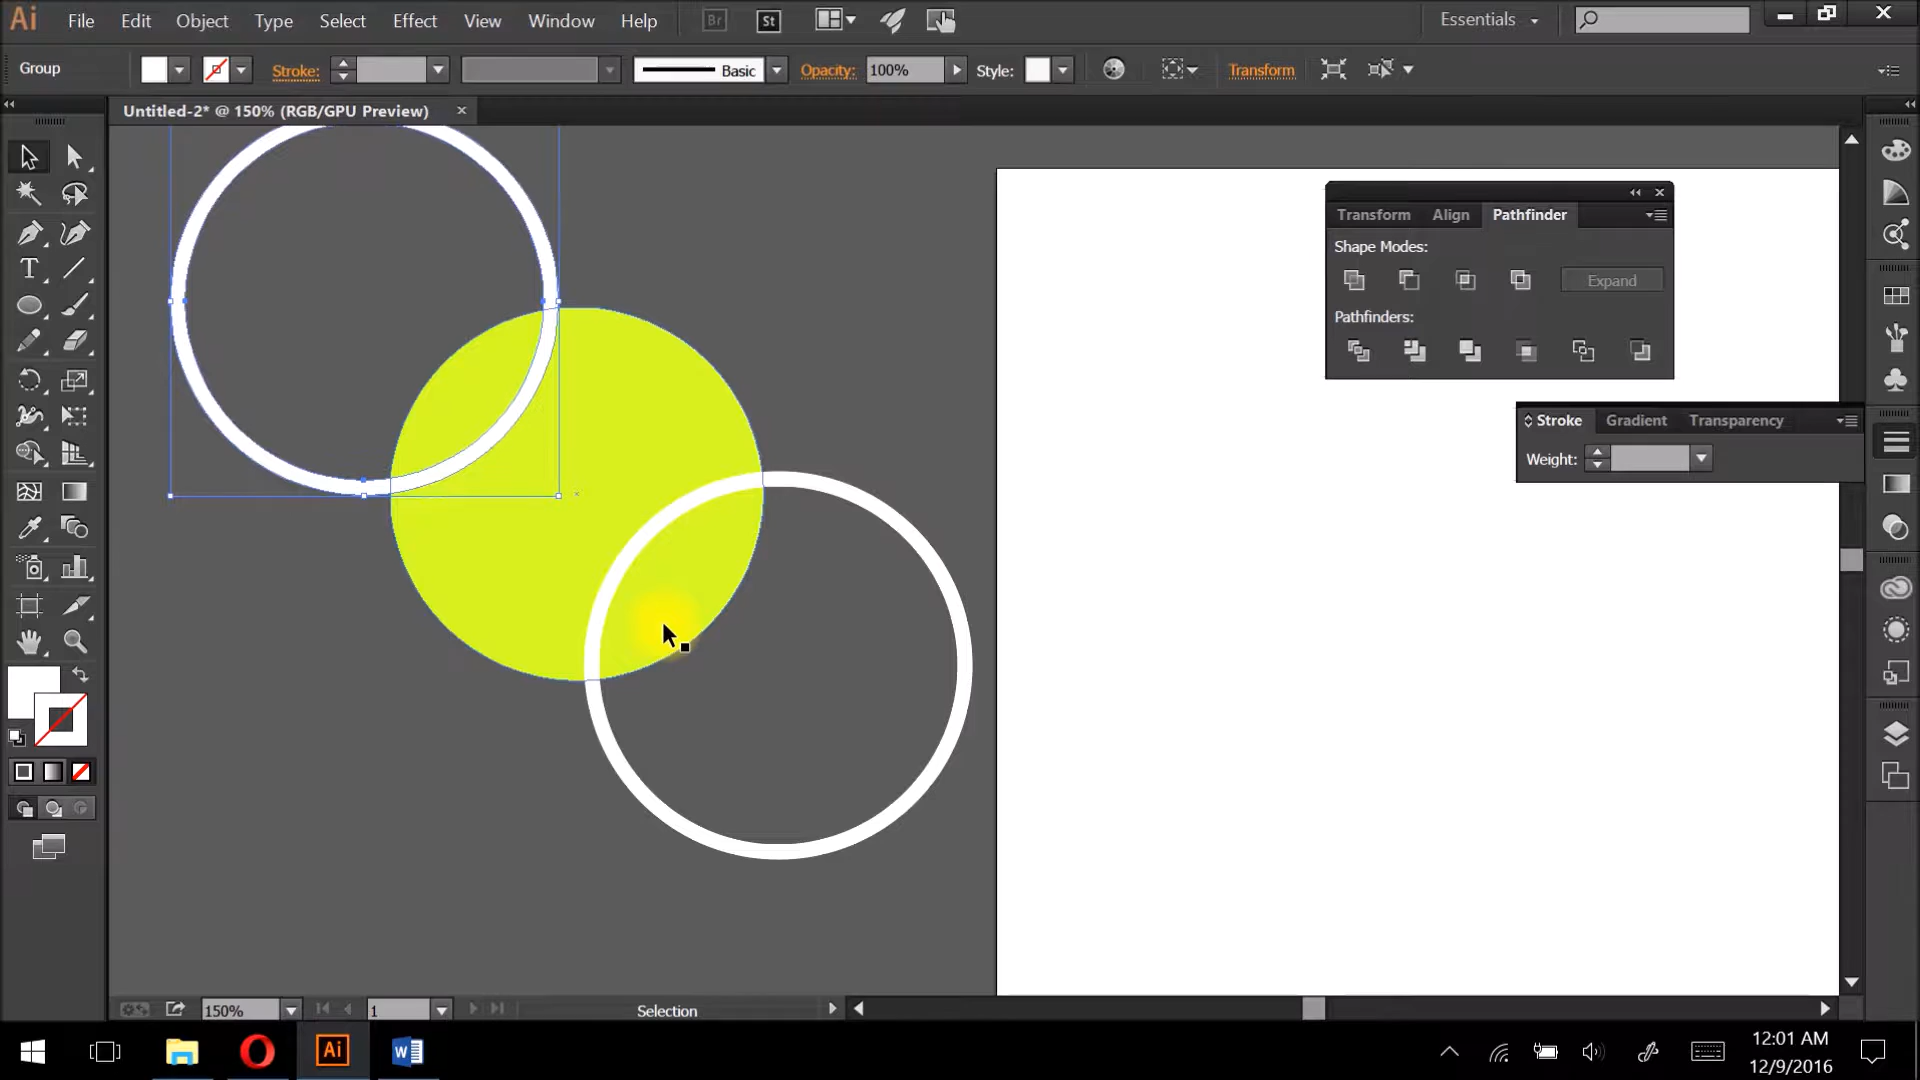 Ai File Edit Object Type Select Effect View Window Help Br St Essentials
Group Stroke: Basic Opacity: 100% Style: Transform
Untitled-2* @ 150% (RGB/GPU Preview)
Transform Align Pathfinder
Shape Modes:
Expand
Pathfinders:
Stroke Gradient Transparency
Weight:
150% 1 Selection
Ai W
12:01 AM
12/9/2016